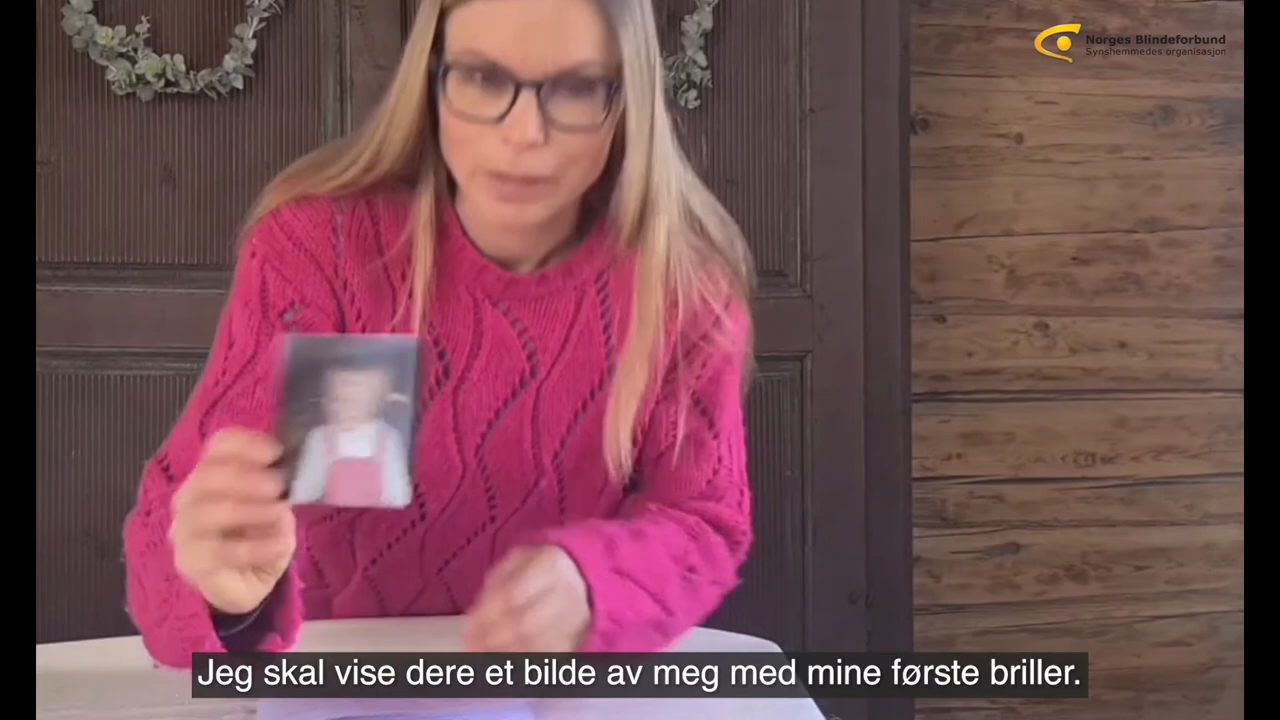 Norges Blindeforbund
Synshemmedes organisasjon
Jeg skal vise dere et bilde av meg med mine første briller.